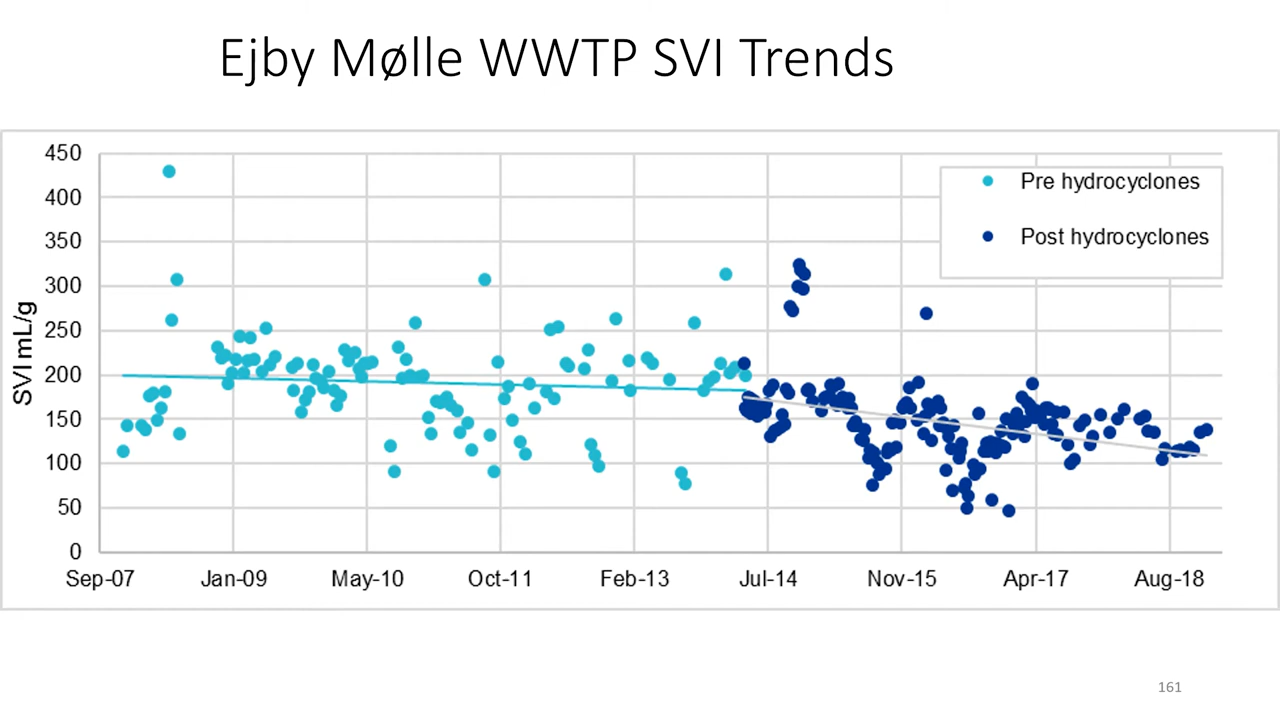 Ejby Mølle WWTP SVI Trends
450
400
350
300
250
200
150
100
50
0
SVI mL/g
Pre hydrocyclones
Post hydrocyclones
Sep-07 Jan-09 May-10 Oct-11 Feb-13 Jul-14 Nov-15 Apr-17 Aug-18
161